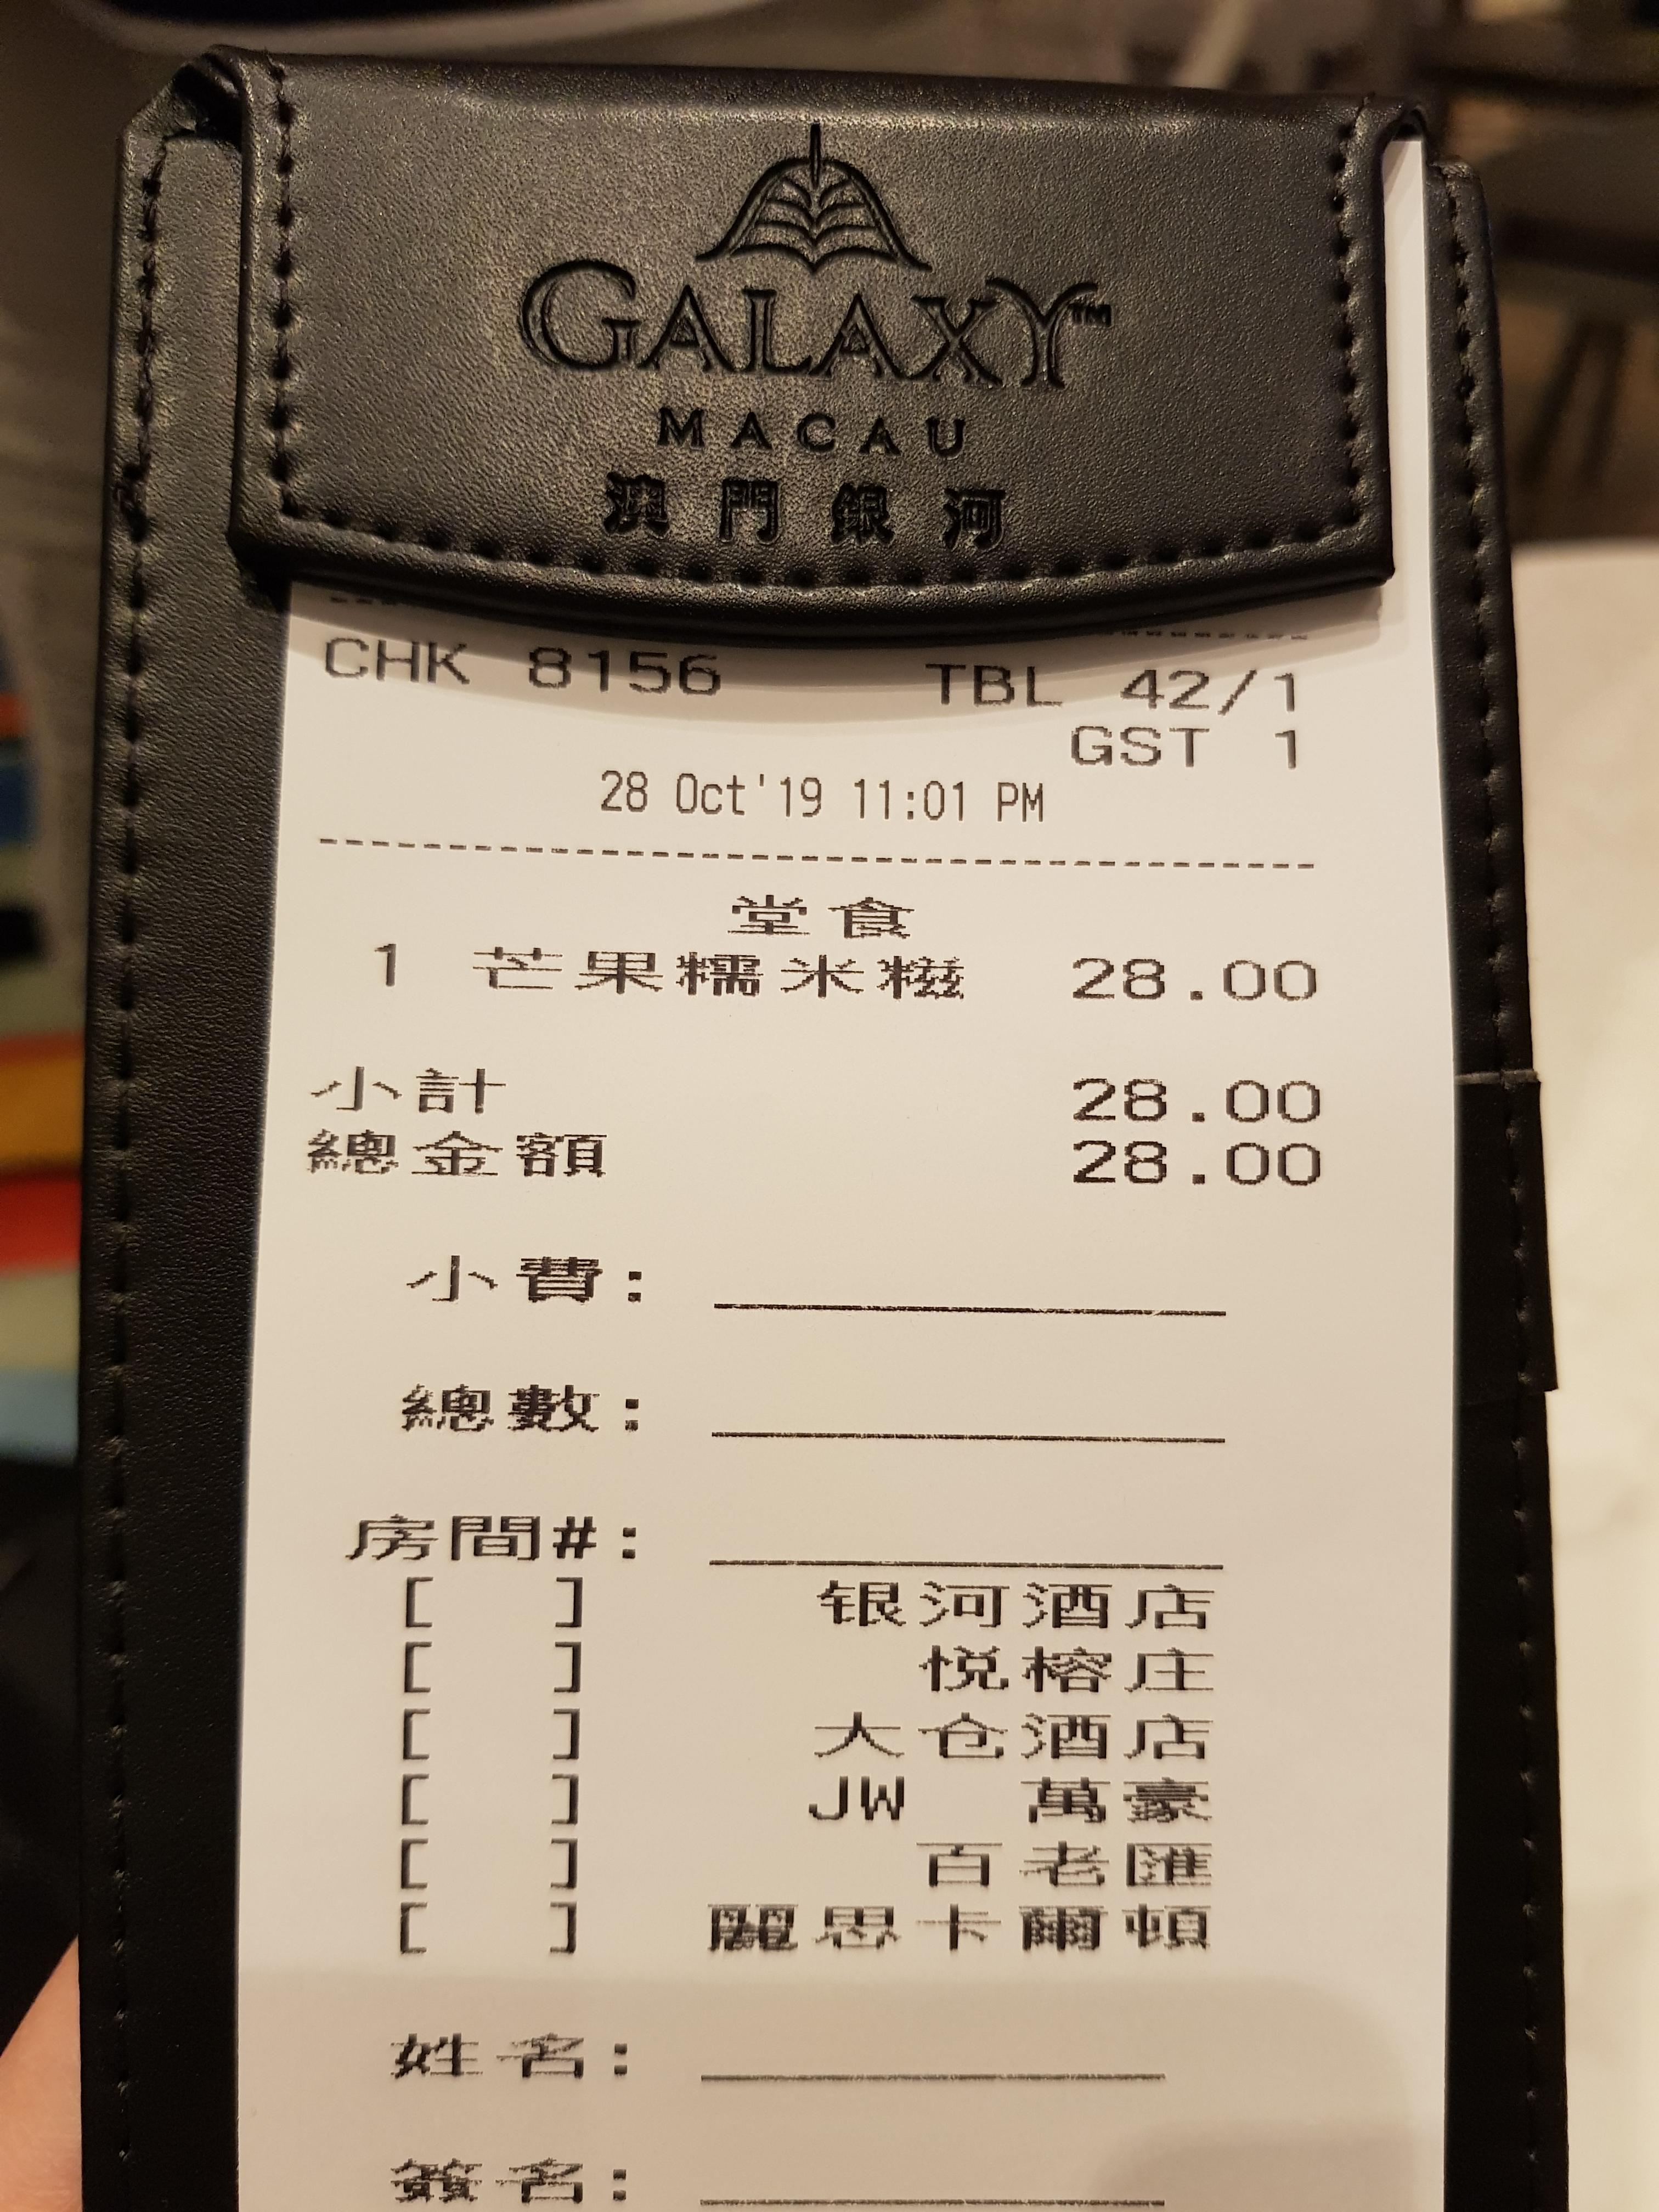 GALAXY™
MACAU
澳門銀河
CHK 8156 TBL 42/1
GST 1
28 Oct'19 11:01 PM
堂食
1 芒果糯米糍 28.00
小計 28.00
總金額 28.00
小費:
總數:
房間#:
[ ] 银河酒店
[ ] 悦榕庄
[ ] 大仓酒店
[ ] JW 萬豪
[ ] 百老匯
[ ] 麗思卡爾頓
姓名:
簽名: